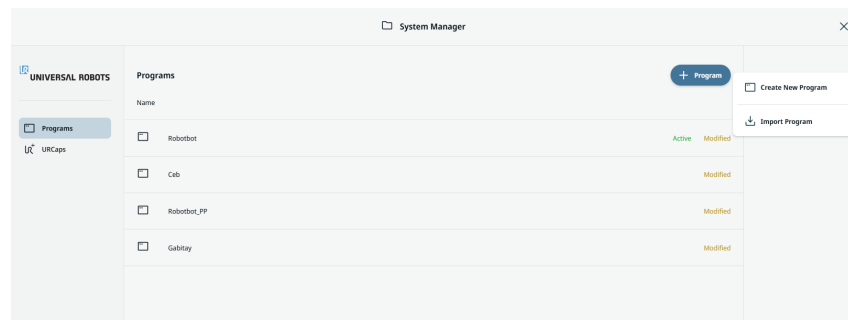 System Manager
UNIVERSAL ROBOTS
Programs
URCaps
Programs
Program
Name
Robotbot Active Modified
Ceb Modified
Robotbot_PP Modified
Gabitay Modified
Create New Program
Import Program